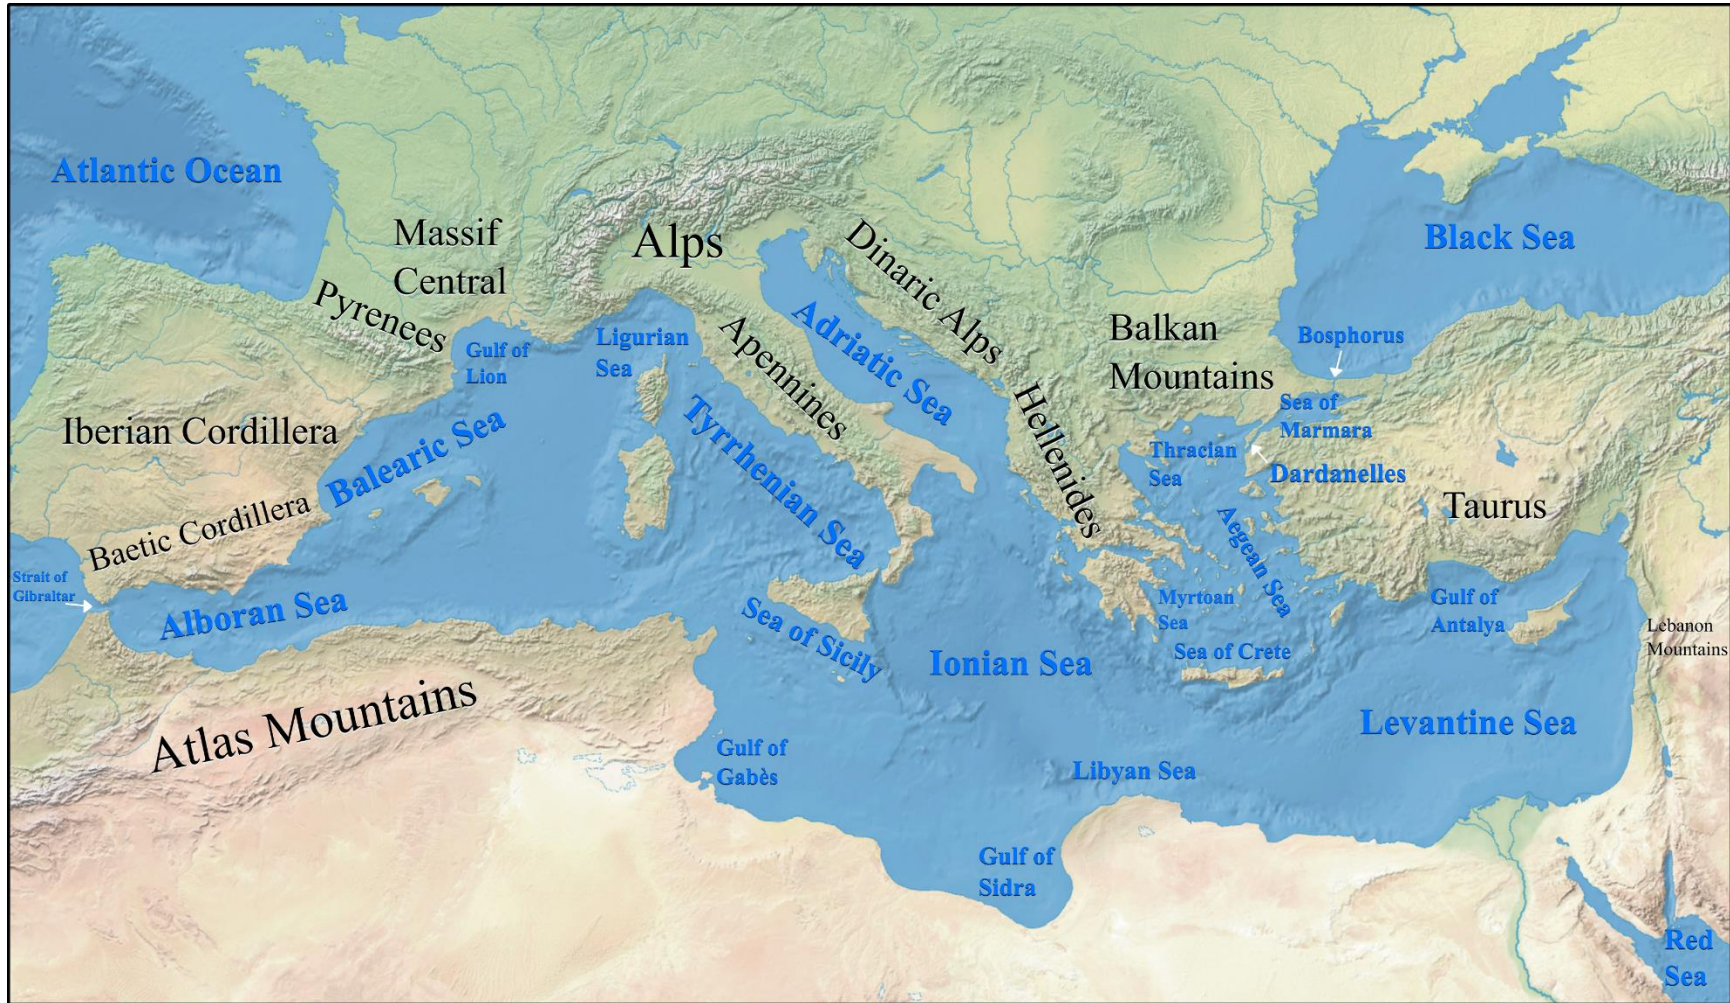 Atlantic Ocean
Massif
Central
Alps
Dinaric Alps
Black Sea
Pyrenees
Gulf of
Lion
Ligurian
Sea
Apennines
Adriatic Sea
Balkan
Mountains
Bosphorus
Iberian Cordillera
Balearic Sea
Tyrrhenian Sea
Hellenides
Thracian
Sea
Sea of
Marmara
Dardanelles
Taurus
Baetic Cordillera
Strait of
Gibraltar
Alboran Sea
Sea of Sicily
Ionian Sea
Aegean Sea
Myrtoan
Sea
Sea of Crete
Gulf of
Antalya
Lebanon
Mountains
Atlas Mountains
Gulf of
Gabès
Libyan Sea
Levantine Sea
Gulf of
Sidra
Red
Sea